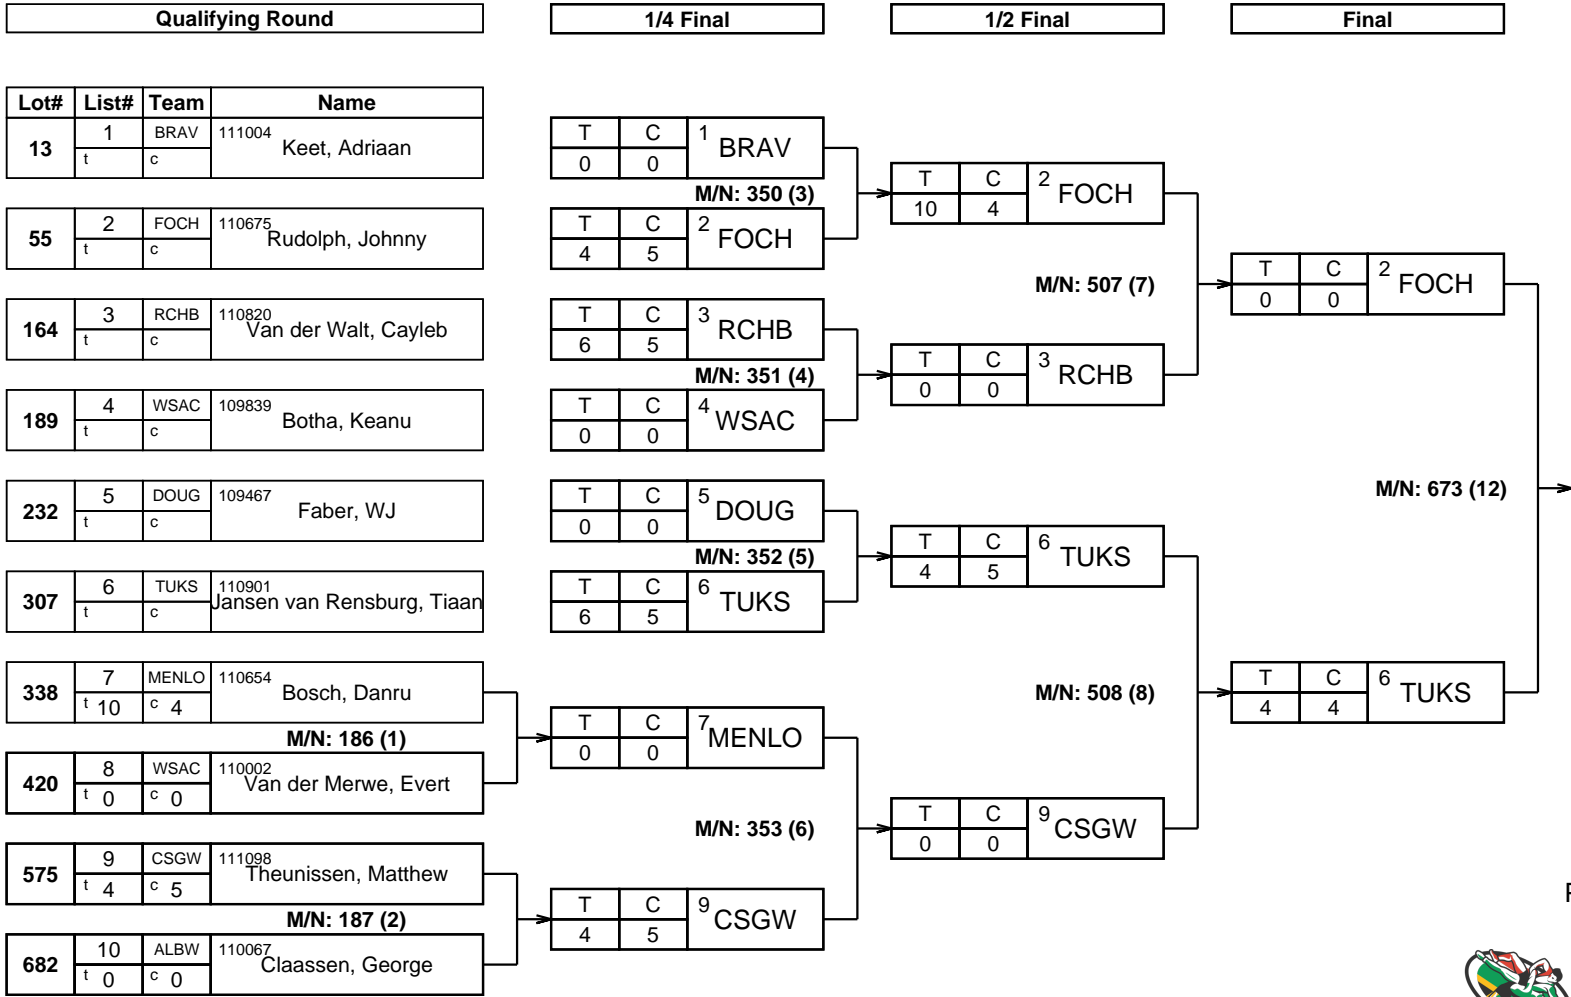 Qualifying Round 1/4 Final 1/2 Final Final
Lot# List# Team Name
13 1 BRAV 111004 Keet, Adriaan
t c
T C 1 BRAV
0 0
M/N: 350 (3)
T C 2 FOCH
10 4
55 2 FOCH 110675 Rudolph, Johnny
t c
T C 2 FOCH
4 5
M/N: 507 (7)
T C 2 FOCH
0 0
164 3 RCHB 110820 Van der Walt, Cayleb
t c
T C 3 RCHB
6 5
M/N: 351 (4)
T C 3 RCHB
0 0
189 4 WSAC 109839 Botha, Keanu
t c
T C 4 WSAC
0 0
232 5 DOUG 109467 Faber, WJ
t c
T C 5 DOUG
0 0
M/N: 673 (12)
M/N: 352 (5)
T C 6 TUKS
4 5
307 6 TUKS 110901 Jansen van Rensburg, Tiaan
t c
T C 6 TUKS
6 5
338 7 MENLO 110654 Bosch, Danru
t 10 c 4
M/N: 508 (8)
T C 6 TUKS
4 4
M/N: 186 (1)
T C 7 MENLO
0 0
420 8 WSAC 110002 Van der Merwe, Evert
t 0 c 0
M/N: 353 (6)
T C 9 CSGW
0 0
575 9 CSGW 111098 Theunissen, Matthew
t 4 c 5
M/N: 187 (2)
T C 9 CSGW
4 5
682 10 ALBW 110067 Claassen, George
t 0 c 0